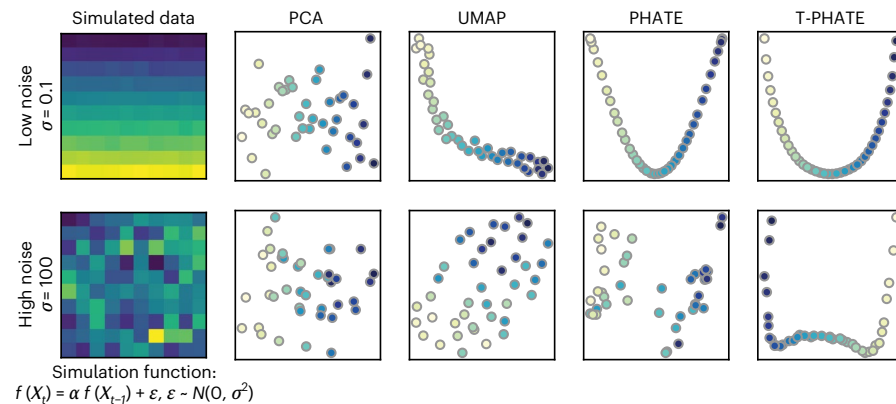 Simulated data
PCA
UMAP
PHATE
T-PHATE
Low noise
σ = 0.1
High noise
σ = 100
Simulation function:
f (Xₜ) = α f (Xₜ₋₁) + ε, ε ~ N(0, σ²)